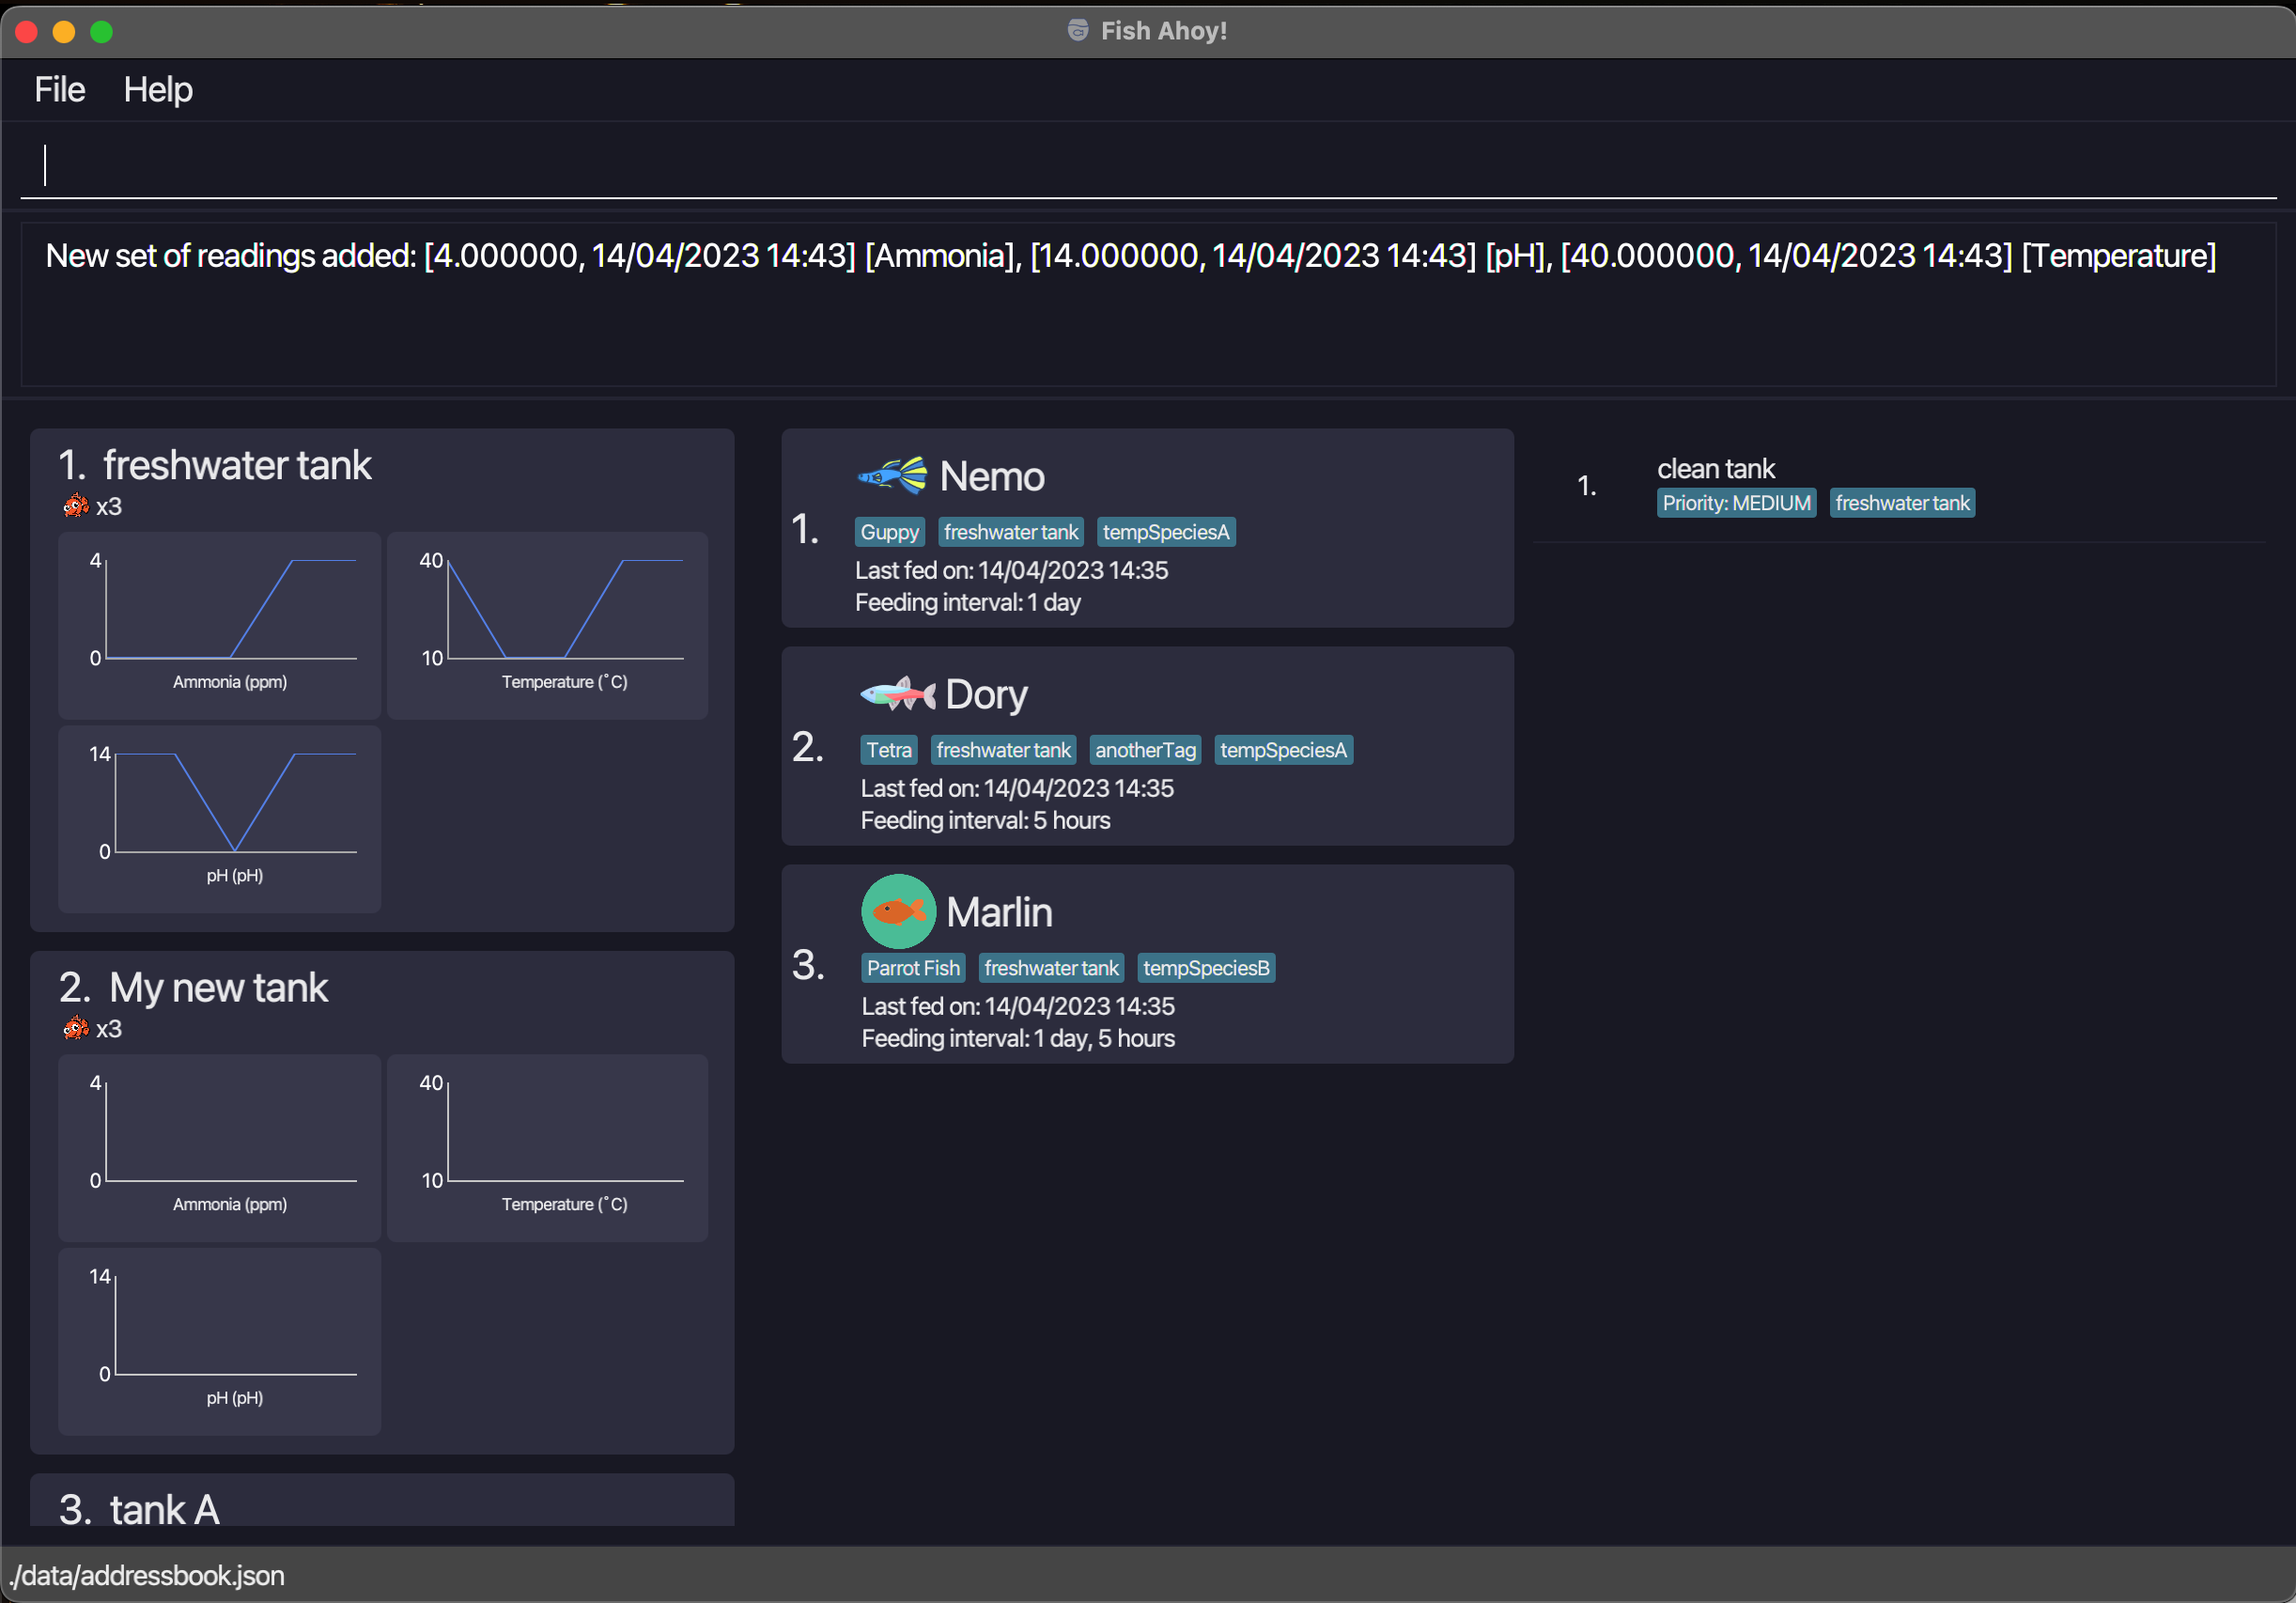 Fish Ahoy!
File Help
New set of readings added: [4.000000, 14/04/2023 14:43] [Ammonia], [14.000000, 14/04/2023 14:43] [pH], [40.000000, 14/04/2023 14:43] [Temperature]
1. freshwater tank
x3
4
0
Ammonia (ppm)
40
10
Temperature (˚C)
14
0
pH (pH)
2. My new tank
x3
4
0
Ammonia (ppm)
40
10
Temperature (˚C)
14
0
pH (pH)
3. tank A
1.
Nemo
Guppy freshwater tank tempSpeciesA
Last fed on: 14/04/2023 14:35
Feeding interval: 1 day
2.
Dory
Tetra freshwater tank anotherTag tempSpeciesA
Last fed on: 14/04/2023 14:35
Feeding interval: 5 hours
3.
Marlin
Parrot Fish freshwater tank tempSpeciesB
Last fed on: 14/04/2023 14:35
Feeding interval: 1 day, 5 hours
1.
clean tank
Priority: MEDIUM freshwater tank
./data/addressbook.json